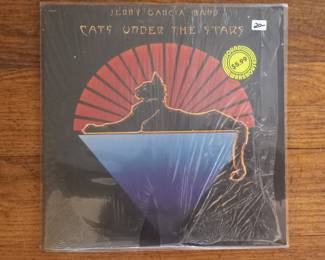 JERRY GARCIA BAND
CATS UNDER THE STARS
20-
$9.99